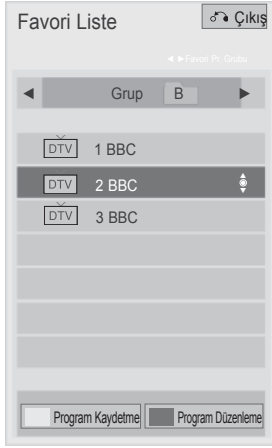 Favori Liste
Çıkış
◄ ►Favori Pr. Grubu
◄ Grup B ►
DTV 1 BBC
DTV 2 BBC
DTV 3 BBC
Program Kaydetme Program Düzenleme